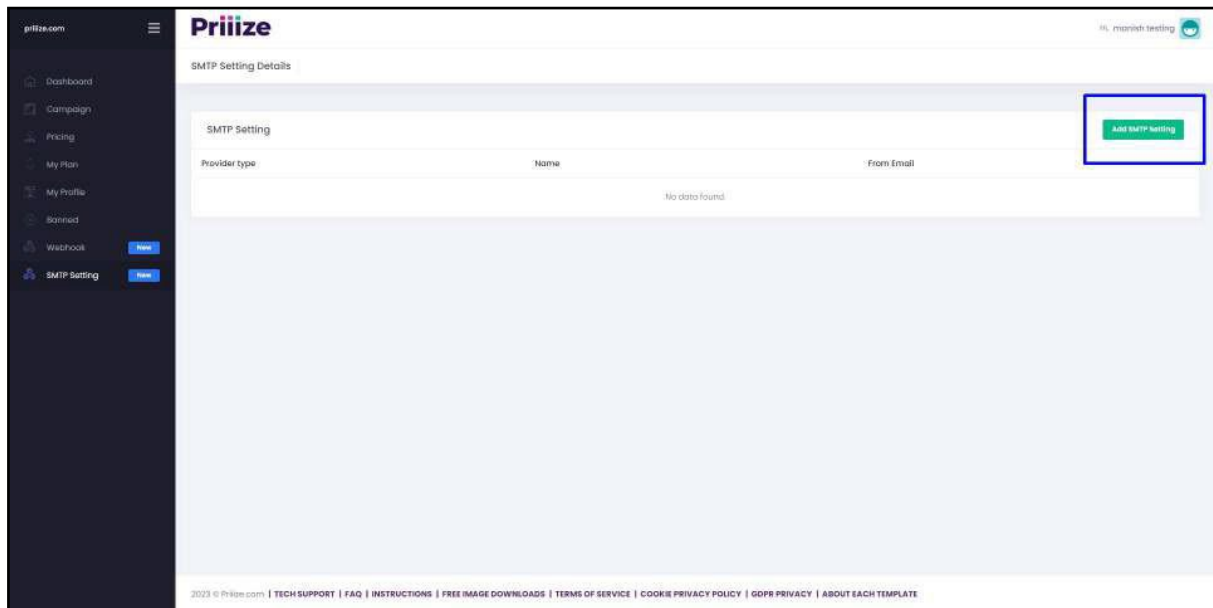 priiize.com
Priiize
Hi, manish testing
SMTP Setting Details
Dashboard
Campaign
Pricing
My Plan
My Profile
Banned
Webhook New
SMTP Setting New
SMTP Setting
Add SMTP Setting
Provider type Name From Email
No data found
2023 © Priiize.com | TECH SUPPORT | FAQ | INSTRUCTIONS | FREE IMAGE DOWNLOADS | TERMS OF SERVICE | COOKIE PRIVACY POLICY | GDPR PRIVACY | ABOUT EACH TEMPLATE